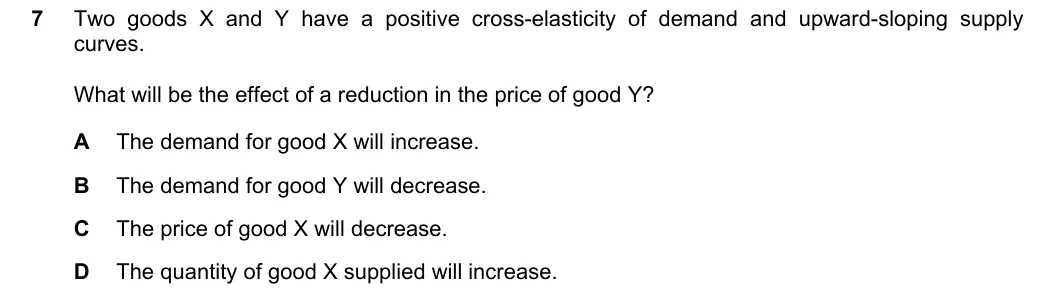 7 Two goods X and Y have a positive cross-elasticity of demand and upward-sloping supply
curves.
What will be the effect of a reduction in the price of good Y?
A The demand for good X will increase.
B The demand for good Y will decrease.
C The price of good X will decrease.
D The quantity of good X supplied will increase.